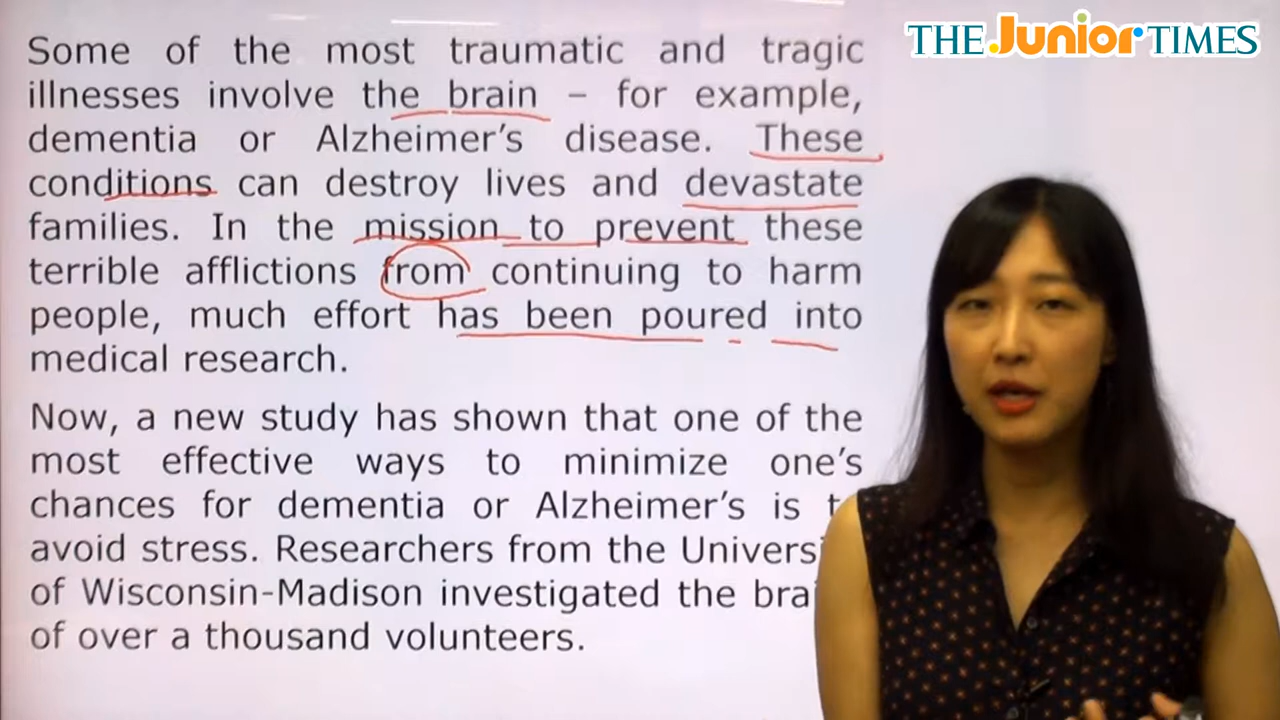 THE Junior TIMES
Some of the most traumatic and tragic
illnesses involve the brain – for example,
dementia or Alzheimer's disease. These
conditions can destroy lives and devastate
families. In the mission to prevent these
terrible afflictions from continuing to harm
people, much effort has been poured into
medical research.
Now, a new study has shown that one of the
most effective ways to minimize one's
chances for dementia or Alzheimer's is
avoid stress. Researchers from the Universi
of Wisconsin-Madison investigated the brai
of over a thousand volunteers.